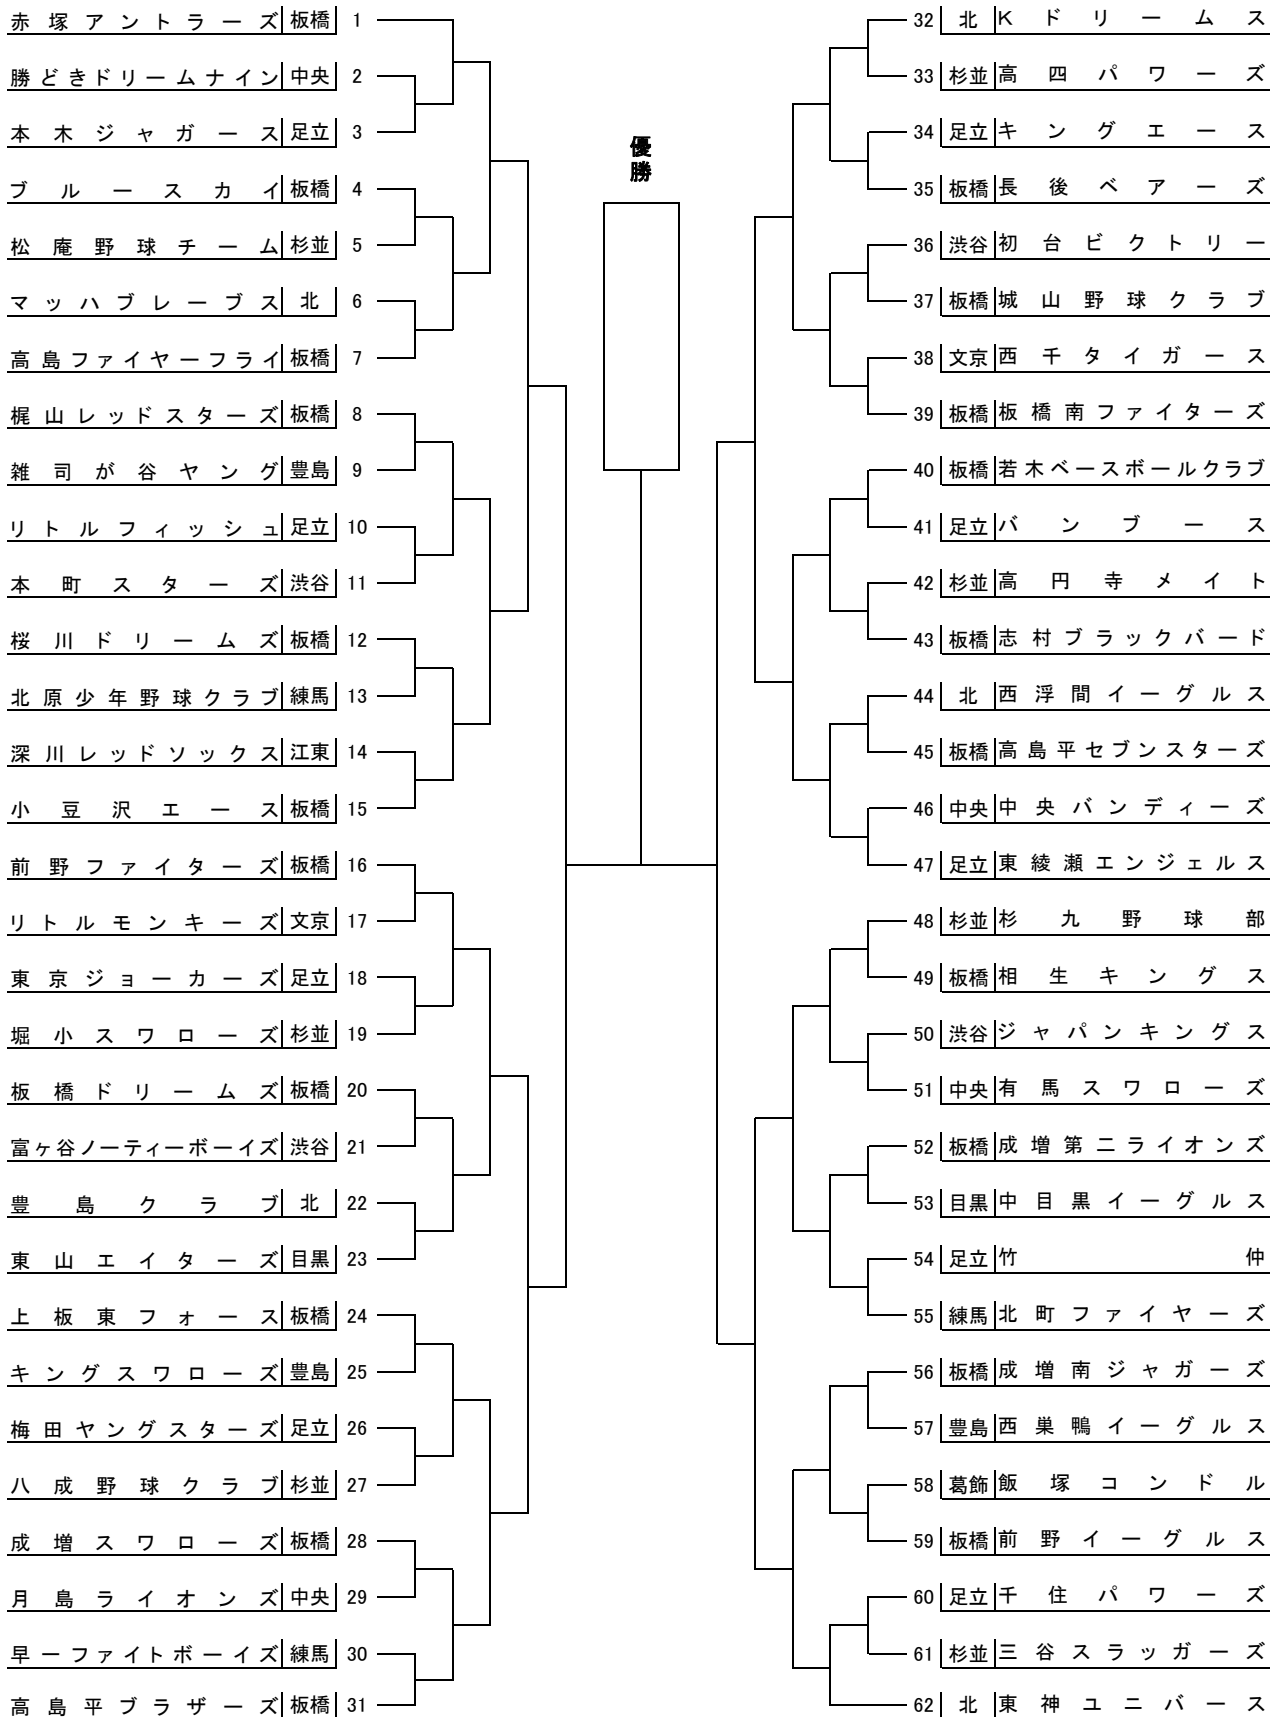 優勝
赤塚アントラーズ 板橋 1
勝どきドリームナイン 中央 2
本木ジャガース 足立 3
ブルースカイ 板橋 4
松庵野球チーム 杉並 5
マッハブレーブス 北 6
高島ファイヤーフライ 板橋 7
梶山レッドスターズ 板橋 8
雑司が谷ヤング 豊島 9
リトルフィッシュ 足立 10
本町スターズ 渋谷 11
桜川ドリームズ 板橋 12
北原少年野球クラブ 練馬 13
深川レッドソックス 江東 14
小豆沢エース 板橋 15
前野ファイターズ 板橋 16
リトルモンキーズ 文京 17
東京ジョーカーズ 足立 18
堀小スワローズ 杉並 19
板橋ドリームズ 板橋 20
富ヶ谷ノーティーボーイズ 渋谷 21
豊島クラブ 北 22
東山エイターズ 目黒 23
上板東フォース 板橋 24
キングスワローズ 豊島 25
梅田ヤングスターズ 足立 26
八成野球クラブ 杉並 27
成増スワローズ 板橋 28
月島ライオンズ 中央 29
早一ファイトボーイズ 練馬 30
高島平ブラザーズ 板橋 31
32 北 Kドリームス
33 杉並 高四パワーズ
34 足立 キングエース
35 板橋 長後ベアーズ
36 渋谷 初台ビクトリー
37 板橋 城山野球クラブ
38 文京 西千タイガース
39 板橋 板橋南ファイターズ
40 板橋 若木ベースボールクラブ
41 足立 バンブース
42 杉並 高円寺メイト
43 板橋 志村ブラックバード
44 北 西浮間イーグルス
45 板橋 高島平セブンスターズ
46 中央 中央バンディーズ
47 足立 東綾瀬エンジェルス
48 杉並 杉九野球部
49 板橋 相生キングス
50 渋谷 ジャパンキングス
51 中央 有馬スワローズ
52 板橋 成増第二ライオンズ
53 目黒 中目黒イーグルス
54 足立 竹仲
55 練馬 北町ファイヤーズ
56 板橋 成増南ジャガーズ
57 豊島 西巣鴨イーグルス
58 葛飾 飯塚コンドル
59 板橋 前野イーグルス
60 足立 千住パワーズ
61 杉並 三谷スラッガーズ
62 北 東神ユニバース